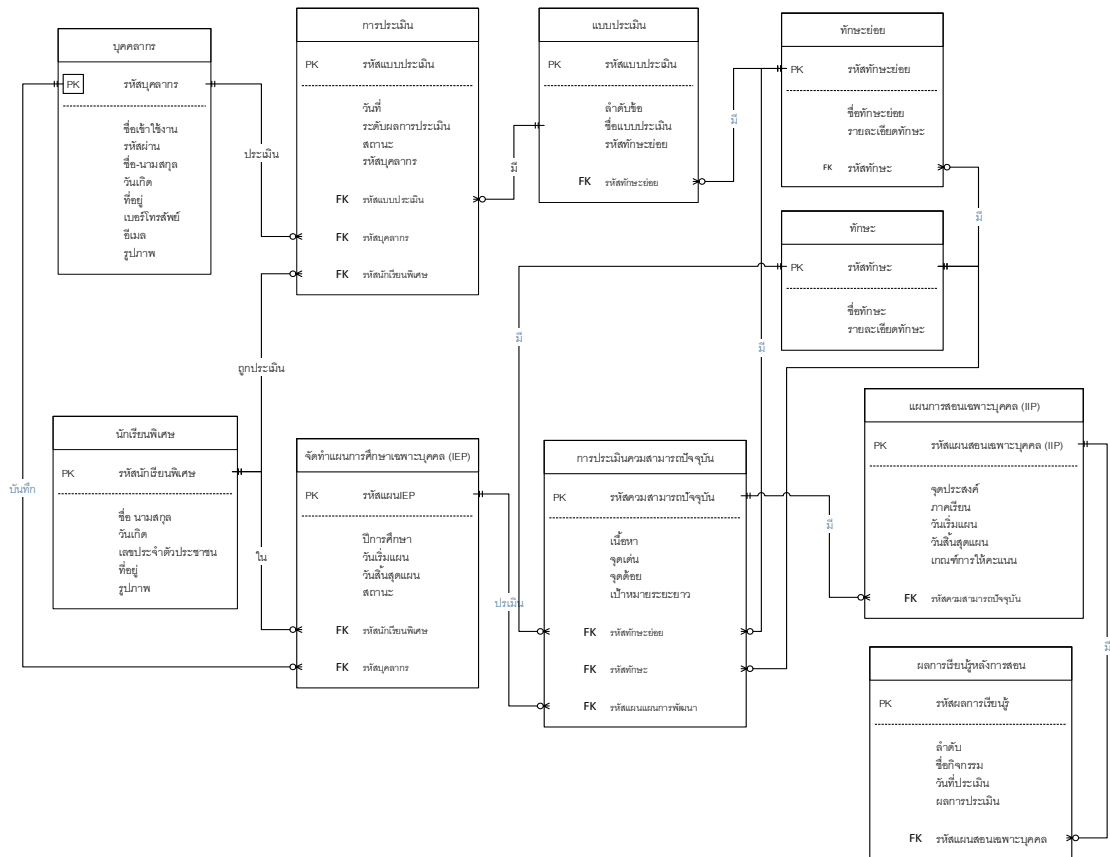 บุคคลากร
PK รหัสบุคลากร
ชื่อเข้าใช้งาน
รหัสผ่าน
ชื่อ-นามสกุล
วันเกิด
ที่อยู่
เบอร์โทรสัพย์
อีเมล
รูปภาพ
ประเมิน
การประเมิน
PK รหัสแบบประเมิน
วันที่
ระดับผลการประเมิน
สถานะ
รหัสบุคลากร
FK รหัสแบบประเมิน
FK รหัสบุคลากร
FK รหัสนักเรียนพิเศษ
มี
แบบประเมิน
PK รหัสแบบประเมิน
ลำดับข้อ
ชื่อแบบประเมิน
รหัสทักษะย่อย
FK รหัสทักษะย่อย
มี
ทักษะย่อย
PK รหัสทักษะย่อย
ชื่อทักษะย่อย
รายละเอียดทักษะ
FK รหัสทักษะ
ทักษะ
PK รหัสทักษะ
ชื่อทักษะ
รายละเอียดทักษะ
มี
มี
ถูกประเมิน
นักเรียนพิเศษ
PK รหัสนักเรียนพิเศษ
ชื่อ นามสกุล
วันเกิด
เลขประจำตัวประชาชน
ที่อยู่
รูปภาพ
บันทึก
ใน
จัดทำแผนการศึกษาเฉพาะบุคคล (IEP)
PK รหัสแผนIEP
ปีการศึกษา
วันเริ่มแผน
วันสิ้นสุดแผน
สถานะ
FK รหัสนักเรียนพิเศษ
FK รหัสบุคลากร
ปรเมิน
การประเมินควมสามารถปัจจุบัน
PK รหัสควมสามารถปัจจุบัน
เนื้อหา
จุดเด่น
จุดด้อย
เป้าหมายระยะยาว
FK รหัสทักษะย่อย
FK รหัสทักษะ
FK รหัสแผนแผนการพัฒนา
มี
แผนการสอนเฉพาะบุคคล (IIP)
PK รหัสแผนสอนเฉพาะบุคคล (IIP)
จุดประสงค์
ภาคเรียน
วันเริ่มแผน
วันสิ้นสุดแผน
เกณฑ์การให้คะแนน
FK รหัสควมสามารถปัจจุบัน
มี
ผลการเรียนรู้หลังการสอน
PK รหัสผลการเรียนรู้
ลำดับ
ชื่อกิจกรรม
วันที่ประเมิน
ผลการประเมิน
FK รหัสแผนสอนเฉพาะบุคคล